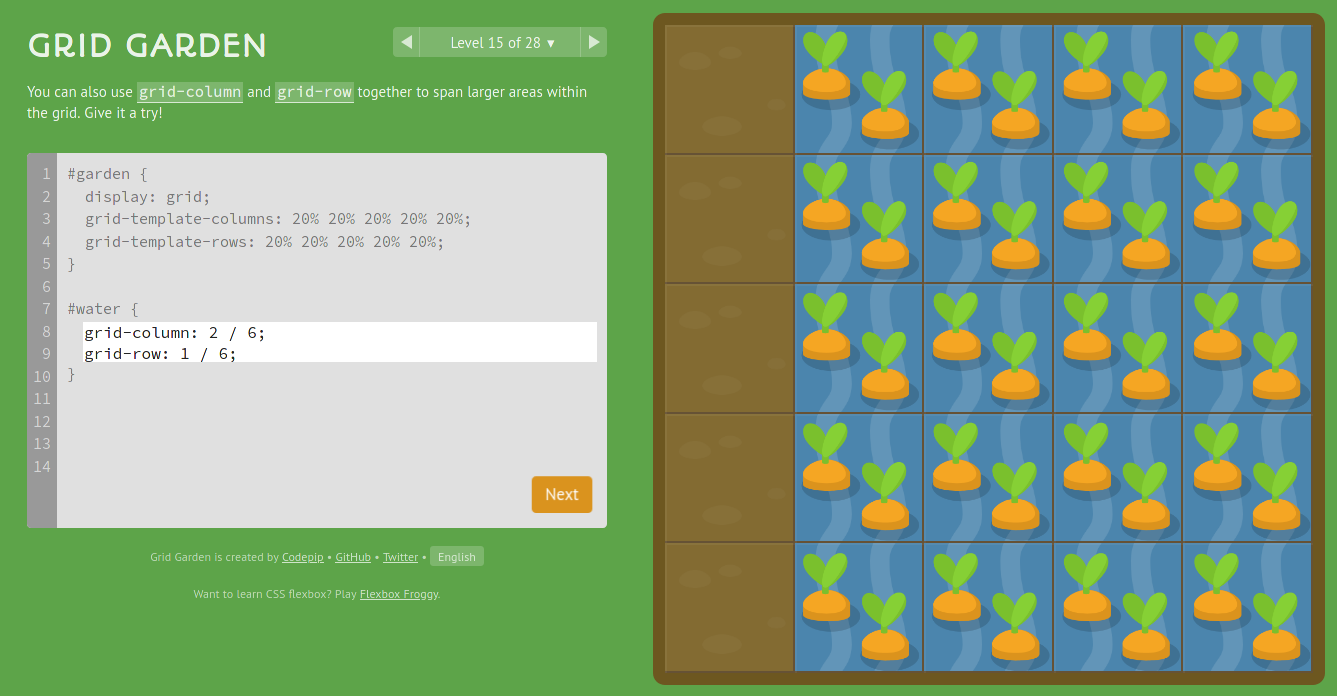 GRID GARDEN
◀ Level 15 of 28 ▼ ▶
You can also use grid-column and grid-row together to span larger areas within
the grid. Give it a try!
1 #garden {
2 display: grid;
3 grid-template-columns: 20% 20% 20% 20% 20%;
4 grid-template-rows: 20% 20% 20% 20% 20%;
5 }
6
7 #water {
8 grid-column: 2 / 6;
9 grid-row: 1 / 6;
10 }
11
12
13
14
Next
Grid Garden is created by Codepip • GitHub • Twitter • English
Want to learn CSS flexbox? Play Flexbox Froggy.